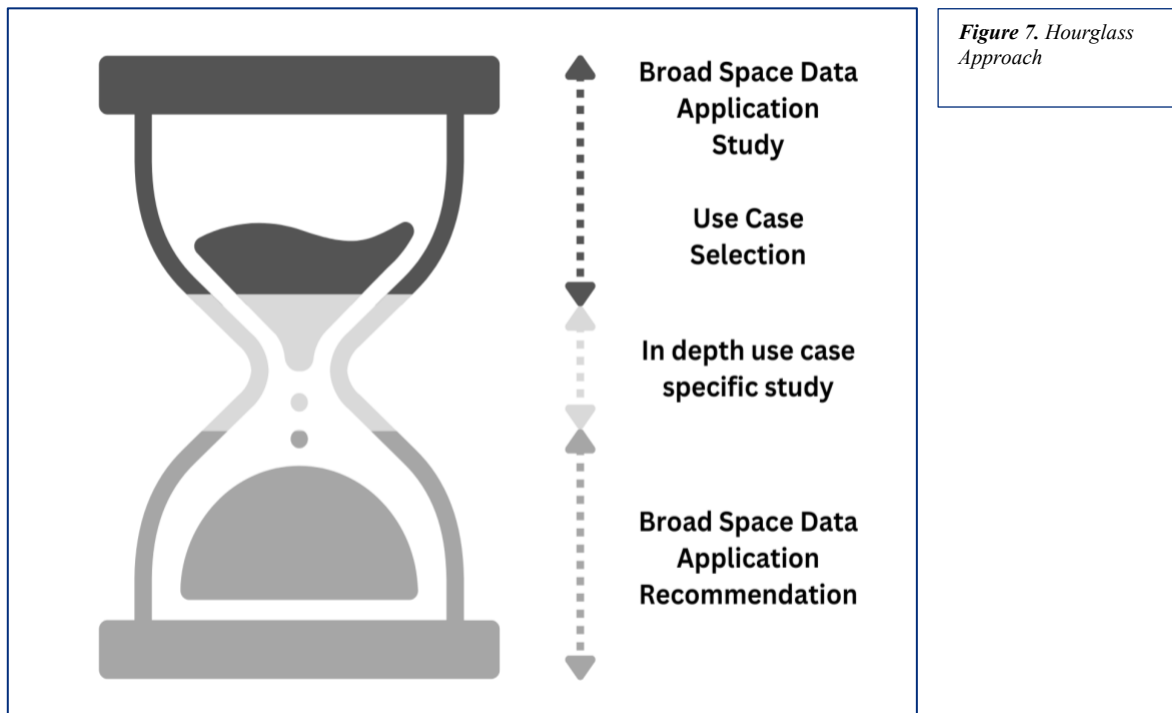 Broad Space Data
Application
Study
Use Case
Selection
In depth use case
specific study
Broad Space Data
Application
Recommendation
Figure 7. Hourglass
Approach